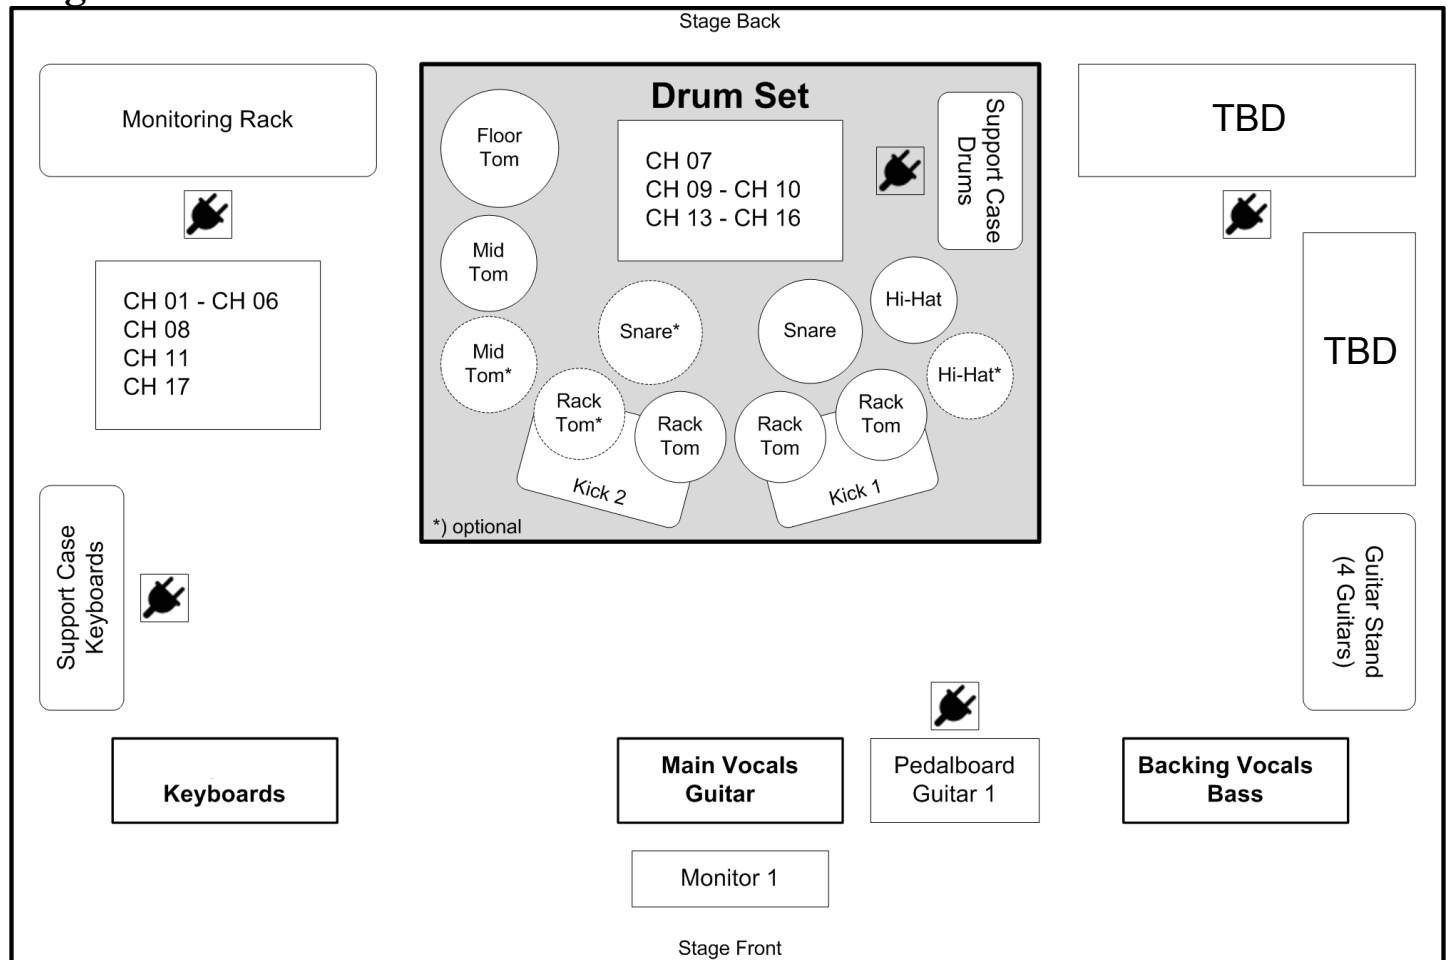 Stage Back
Monitoring Rack
Drum Set
TBD
Floor
Tom
CH 07
CH 09 - CH 10
CH 13 - CH 16
Support Case
Drums
Mid
Tom
CH 01 - CH 06
CH 08
CH 11
CH 17
Hi-Hat
Snare*
Snare
TBD
Mid
Tom*
Hi-Hat*
Rack
Tom*
Rack
Tom
Rack
Tom
Rack
Tom
Kick 2
Kick 1
*) optional
Support Case
Keyboards
Guitar Stand
(4 Guitars)
Keyboards
Main Vocals
Guitar
Pedalboard
Guitar 1
Backing Vocals
Bass
Monitor 1
Stage Front